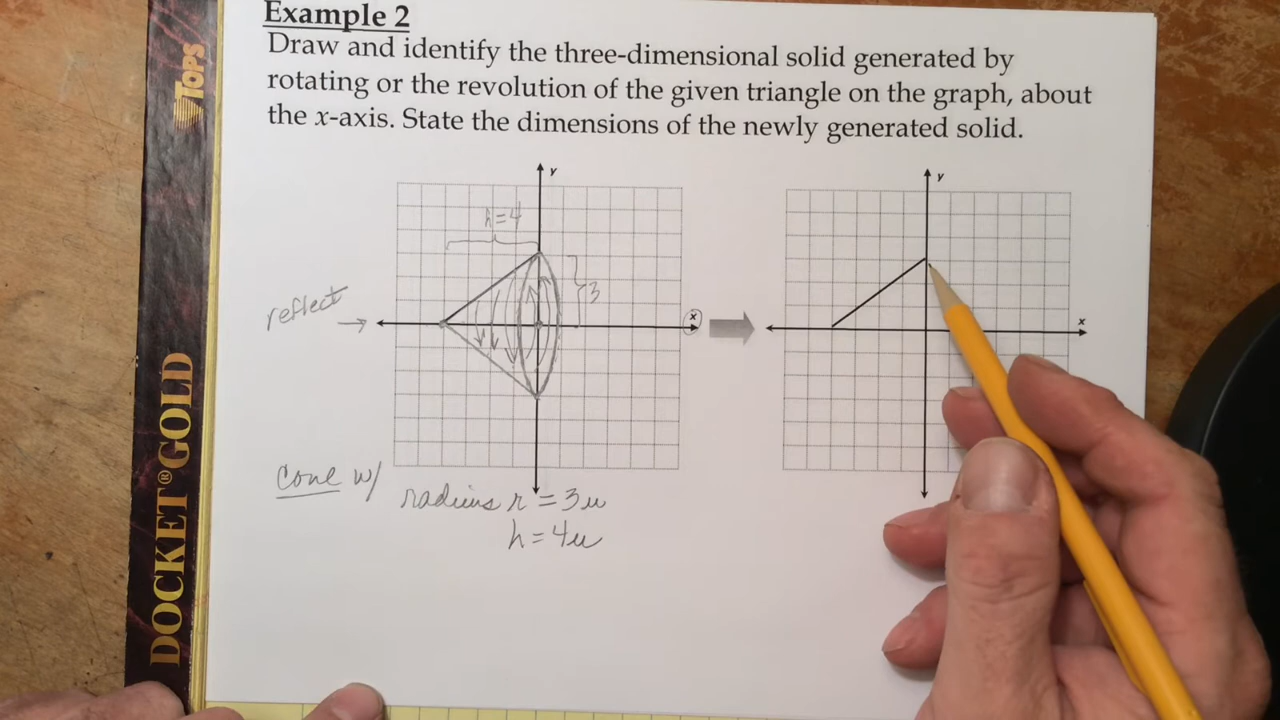 Example 2
Draw and identify the three-dimensional solid generated by
rotating or the revolution of the given triangle on the graph, about
the x-axis. State the dimensions of the newly generated solid.
y
h=4
3
reflect
x
y
x
cone w/
radius r = 3u
h = 4u
TOPS
DOCKET® GOLD